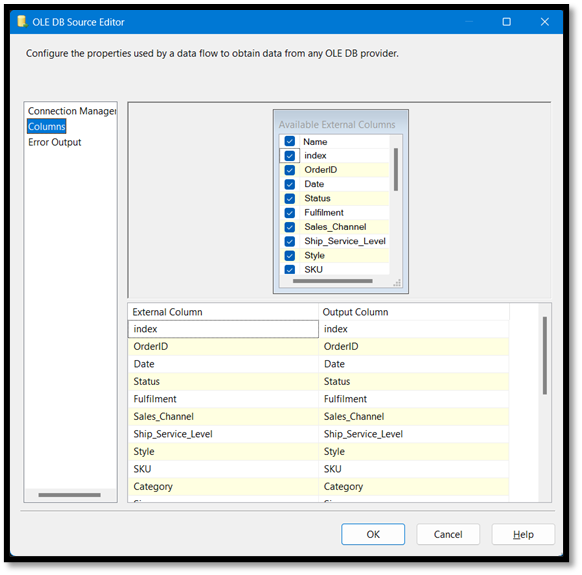 OLE DB Source Editor
Configure the properties used by a data flow to obtain data from any OLE DB provider.
Connection Manager
Columns
Error Output
Available External Columns
Name
index
OrderID
Date
Status
Fulfilment
Sales_Channel
Ship_Service_Level
Style
SKU
External Column Output Column
index index
OrderID OrderID
Date Date
Status Status
Fulfilment Fulfilment
Sales_Channel Sales_Channel
Ship_Service_Level Ship_Service_Level
Style Style
SKU SKU
Category Category
OK Cancel Help